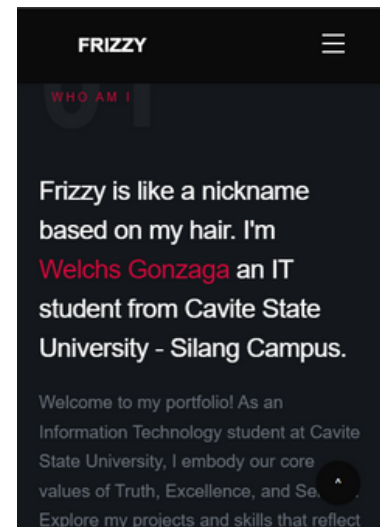 FRIZZY
WHO AM I
Frizzy is like a nickname
based on my hair. I'm
Welchs Gonzaga an IT
student from Cavite State
University - Silang Campus.
Welcome to my portfolio! As an
Information Technology student at Cavite
State University, I embody our core
values of Truth, Excellence, and
Explore my projects and skills that reflect